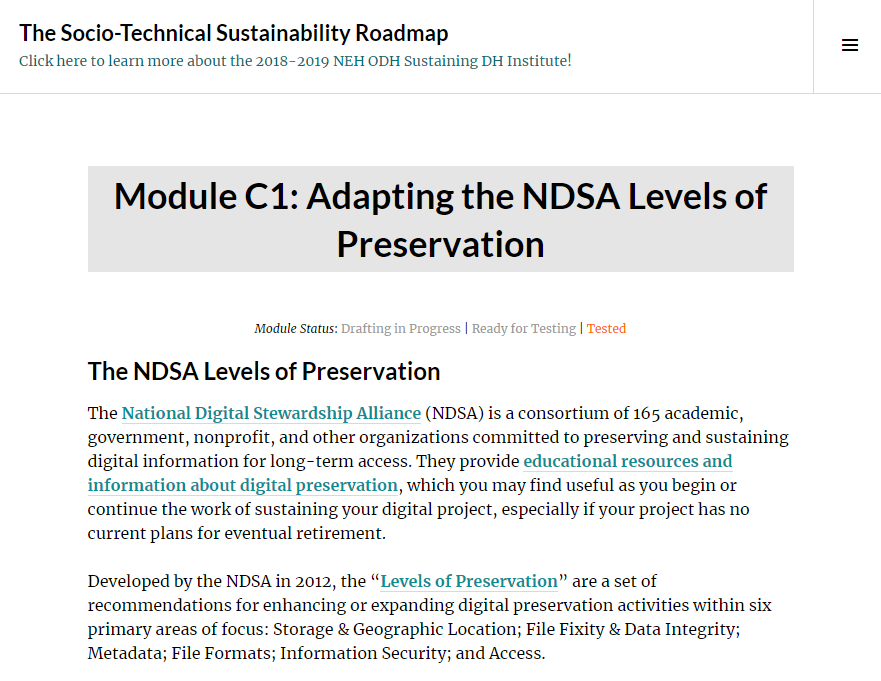 The Socio-Technical Sustainability Roadmap
Click here to learn more about the 2018-2019 NEH ODH Sustaining DH Institute!
Module C1: Adapting the NDSA Levels of
Preservation
Module Status: Drafting in Progress | Ready for Testing | Tested
The NDSA Levels of Preservation
The National Digital Stewardship Alliance (NDSA) is a consortium of 165 academic,
government, nonprofit, and other organizations committed to preserving and sustaining
digital information for long-term access. They provide educational resources and
information about digital preservation, which you may find useful as you begin or
continue the work of sustaining your digital project, especially if your project has no
current plans for eventual retirement.
Developed by the NDSA in 2012, the “Levels of Preservation” are a set of
recommendations for enhancing or expanding digital preservation activities within six
primary areas of focus: Storage & Geographic Location; File Fixity & Data Integrity;
Metadata; File Formats; Information Security; and Access.